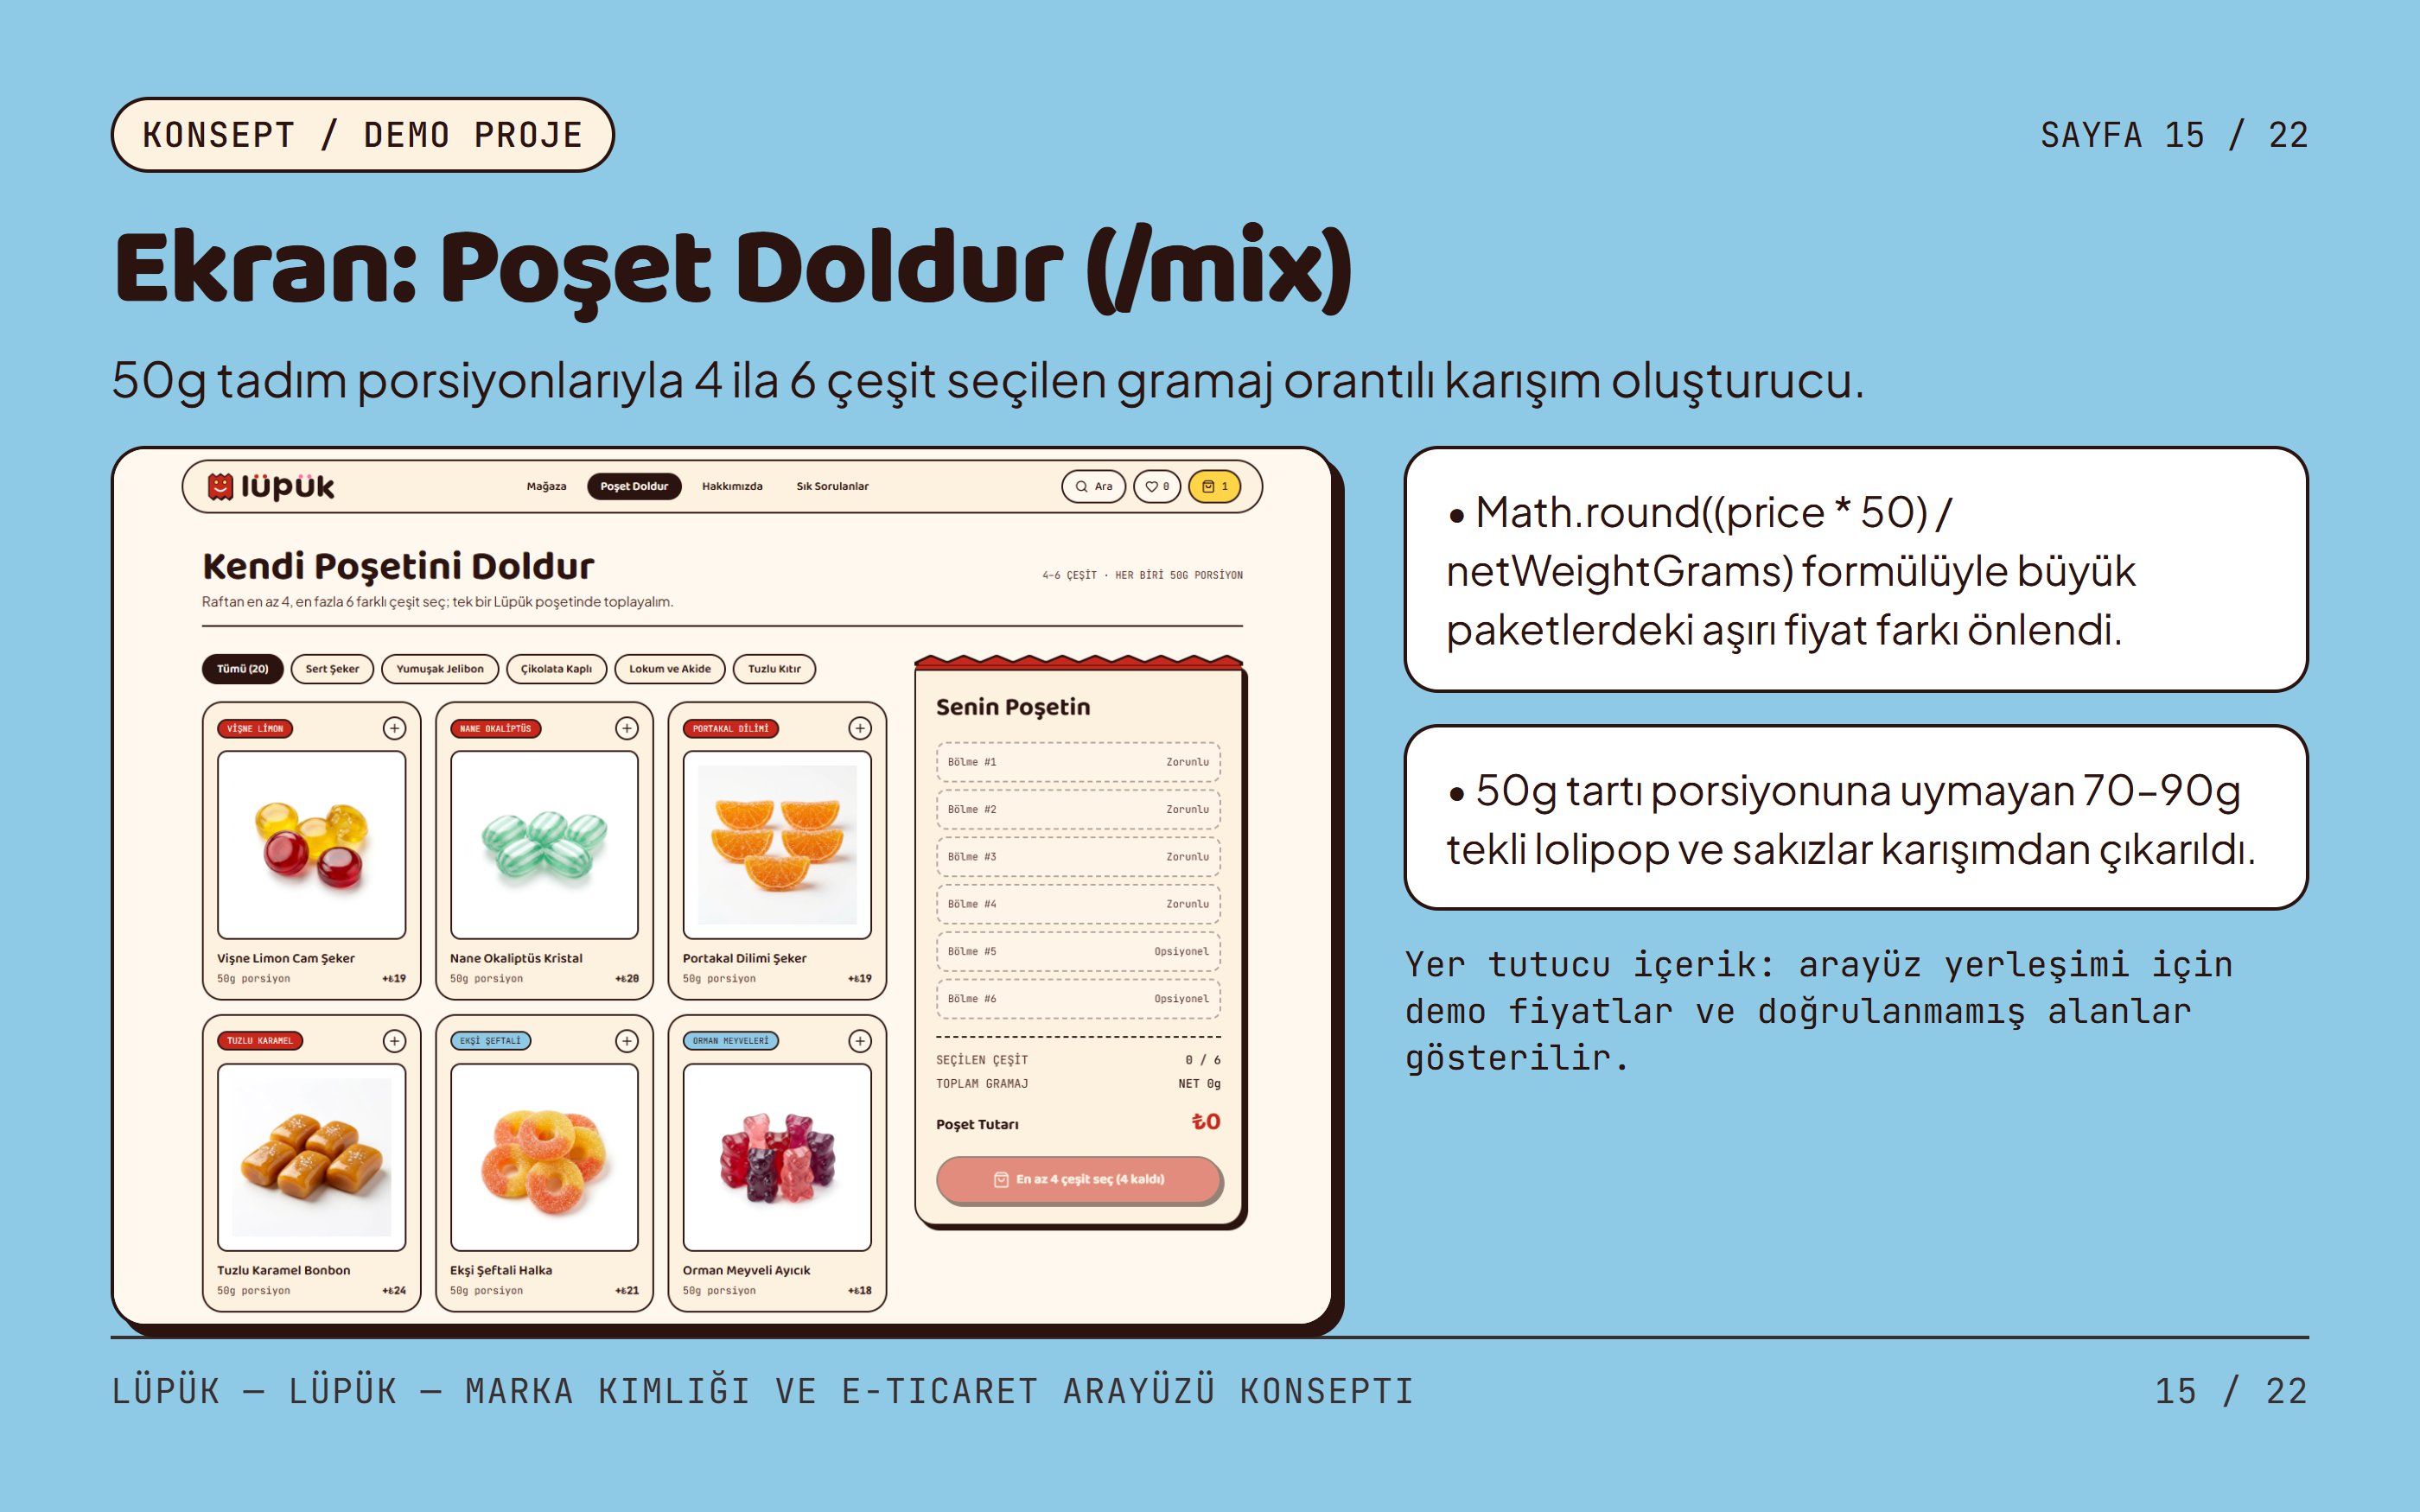 KONSEPT / DEMO PROJE
SAYFA 15 / 22
Ekran: Poşet Doldur (/mix)
50g tadım porsiyonlarıyla 4 ila 6 çeşit seçilen gramaj orantılı karışım oluşturucu.
lüpük
Mağaza
Poşet Doldur
Hakkımızda
Sık Sorulanlar
Ara
0
1
Kendi Poşetini Doldur
4-6 ÇEŞİT · HER BİRİ 50G PORSİYON
Raftan en az 4, en fazla 6 farklı çeşit seç; tek bir Lüpük poşetinde toplayalım.
Tümü (20)
Sert Şeker
Yumuşak Jelibon
Çikolata Kaplı
Lokum ve Akide
Tuzlu Kıtır
VİŞNE LİMON
Vişne Limon Cam Şeker
50g porsiyon
+₺19
NANE OKALİPTÜS
Nane Okaliptüs Kristal
50g porsiyon
+₺20
PORTAKAL DİLİMİ
Portakal Dilimi Şeker
50g porsiyon
+₺19
TUZLU KARAMEL
Tuzlu Karamel Bonbon
50g porsiyon
+₺24
EKŞİ ŞEFTALİ
Ekşi Şeftali Halka
50g porsiyon
+₺21
ORMAN MEYVELERİ
Orman Meyveli Ayıcık
50g porsiyon
+₺18
Senin Poşetin
Bölme #1 Zorunlu
Bölme #2 Zorunlu
Bölme #3 Zorunlu
Bölme #4 Zorunlu
Bölme #5 Opsiyonel
Bölme #6 Opsiyonel
SEÇİLEN ÇEŞİT 0 / 6
TOPLAM GRAMAJ NET 0g
Poşet Tutarı ₺0
En az 4 çeşit seç (4 kaldı)
• Math.round((price * 50) /
netWeightGrams) formülüyle büyük
paketlerdeki aşırı fiyat farkı önlendi.
• 50g tartı porsiyonuna uymayan 70–90g
tekli lolipop ve sakızlar karışımdan çıkarıldı.
Yer tutucu içerik: arayüz yerleşimi için
demo fiyatlar ve doğrulanmamış alanlar
gösterilir.
LÜPÜK — LÜPÜK — MARKA KIMLIĞI VE E-TICARET ARAYÜZÜ KONSEPTI
15 / 22